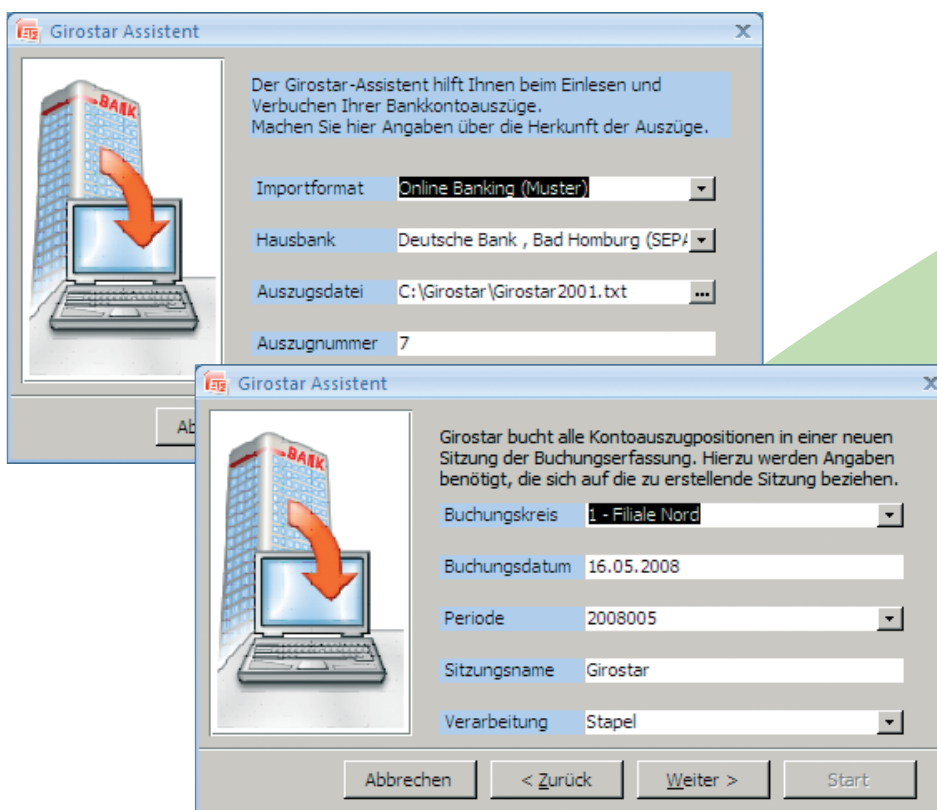 Girostar Assistent
Der Girostar-Assistent hilft Ihnen beim Einlesen und
Verbuchen Ihrer Bankkontoauszüge.
Machen Sie hier Angaben über die Herkunft der Auszüge.
BANK
Importformat Online Banking (Muster)
Hausbank Deutsche Bank , Bad Homburg (SEPA
Auszugsdatei C:\Girostar\Girostar2001.txt ...
Auszugnummer 7
Ab
Girostar Assistent
Girostar bucht alle Kontoauszugpositionen in einer neuen
Sitzung der Buchungserfassung. Hierzu werden Angaben
benötigt, die sich auf die zu erstellende Sitzung beziehen.
BANK
Buchungskreis 1 - Filiale Nord
Buchungsdatum 16.05.2008
Periode 2008005
Sitzungsname Girostar
Verarbeitung Stapel
Abbrechen < Zurück Weiter > Start